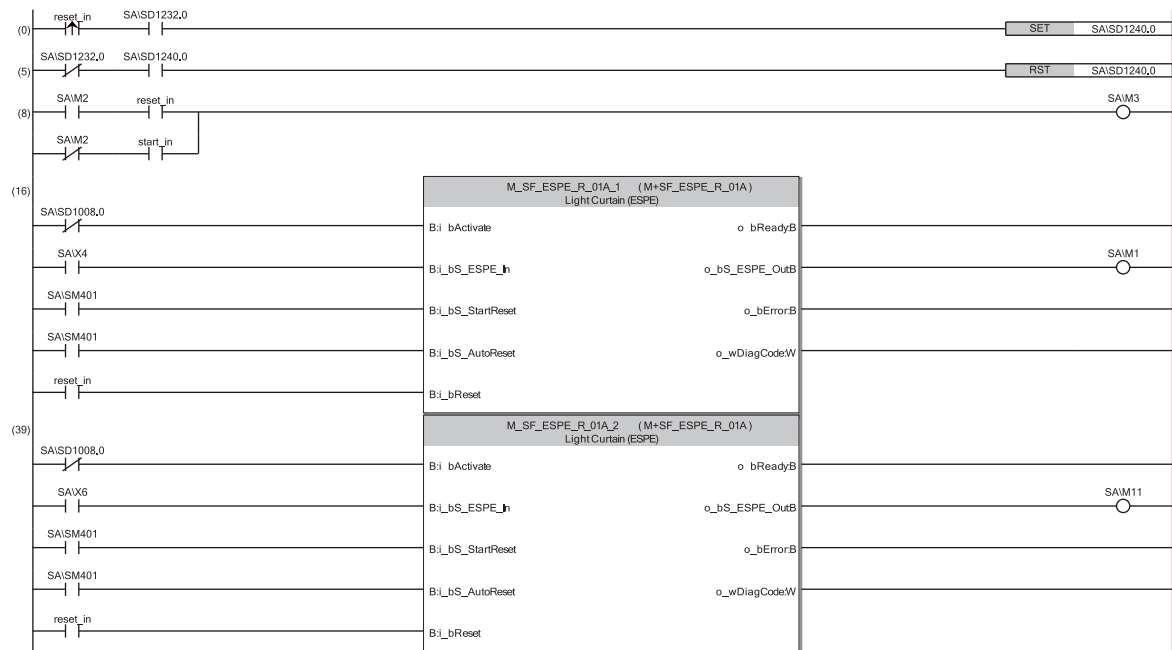 reset_in SA\SD1232.0
(0) SET SA\SD1240.0
SA\SD1232.0 SA\SD1240.0
(5) RST SA\SD1240.0
SA\M2 reset_in SA\M3
(8)
SA\M2 start_in
(16) M_SF_ESPE_R_01A_1 (M+SF_ESPE_R_01A)
Light Curtain (ESPE)
SA\SD1008.0
B:i_bActivate o_bReady:B
SA\X4 SA\M1
B:i_bS_ESPE_In o_bS_ESPE_Out:B
SA\SM401
B:i_bS_StartReset o_bError:B
SA\SM401
B:i_bS_AutoReset o_wDiagCode:W
reset_in
B:i_bReset
(39) M_SF_ESPE_R_01A_2 (M+SF_ESPE_R_01A)
Light Curtain (ESPE)
SA\SD1008.0
B:i_bActivate o_bReady:B
SA\X6 SA\M11
B:i_bS_ESPE_In o_bS_ESPE_Out:B
SA\SM401
B:i_bS_StartReset o_bError:B
SA\SM401
B:i_bS_AutoReset o_wDiagCode:W
reset_in
B:i_bReset